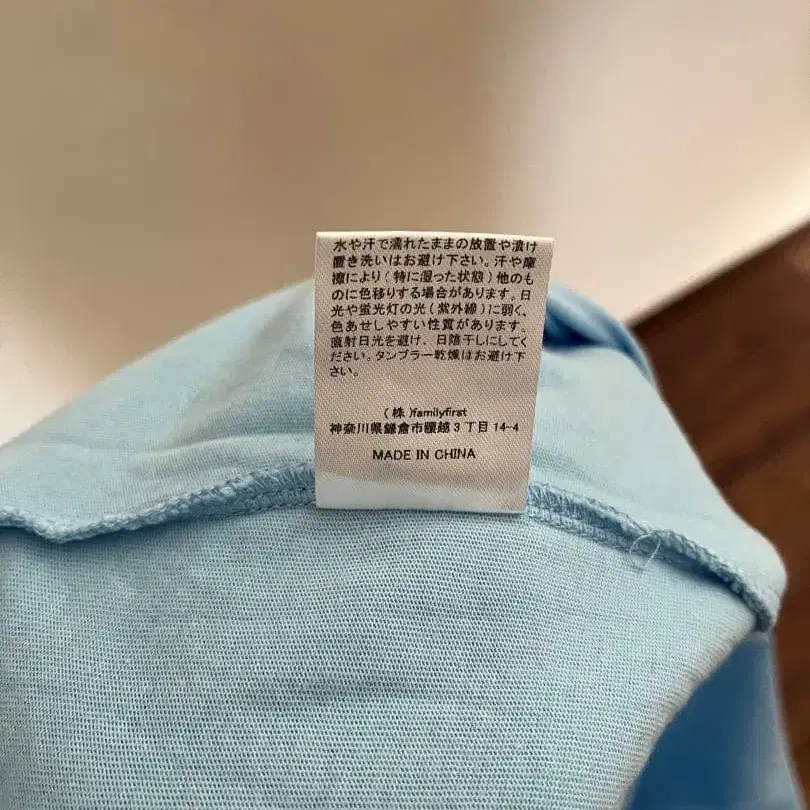 水や汗で濡れたままの放置や漬け
置き洗いはお避け下さい。汗や摩
擦により(特に湿った状態)他のも
のに色移りする場合があります。日
光や蛍光灯の光(紫外線)に弱く、
色あせしやすい性質があります。
直射日光を避け、日陰干しにしてく
ださい。タンブラー乾燥はお避け下
さい。
(株)familyfirst
神奈川県鎌倉市腰越3丁目14-4
MADE IN CHINA